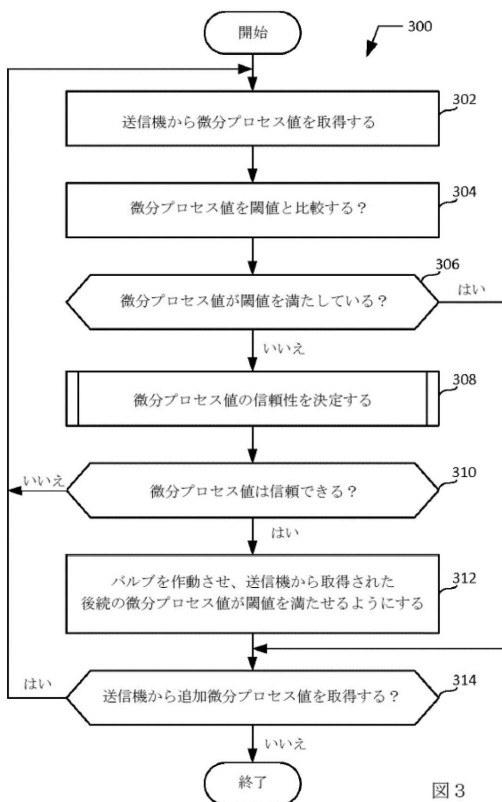 開始
300
送信機から微分プロセス値を取得する
302
微分プロセス値を閾値と比較する？
304
306
微分プロセス値が閾値を満たしている？
はい
いいえ
微分プロセス値の信頼性を決定する
308
いいえ
微分プロセス値は信頼できる？
310
はい
バルブを作動させ、送信機から取得された
後続の微分プロセス値が閾値を満たせるようにする
312
はい
送信機から追加微分プロセス値を取得する？
314
いいえ
終了
図３